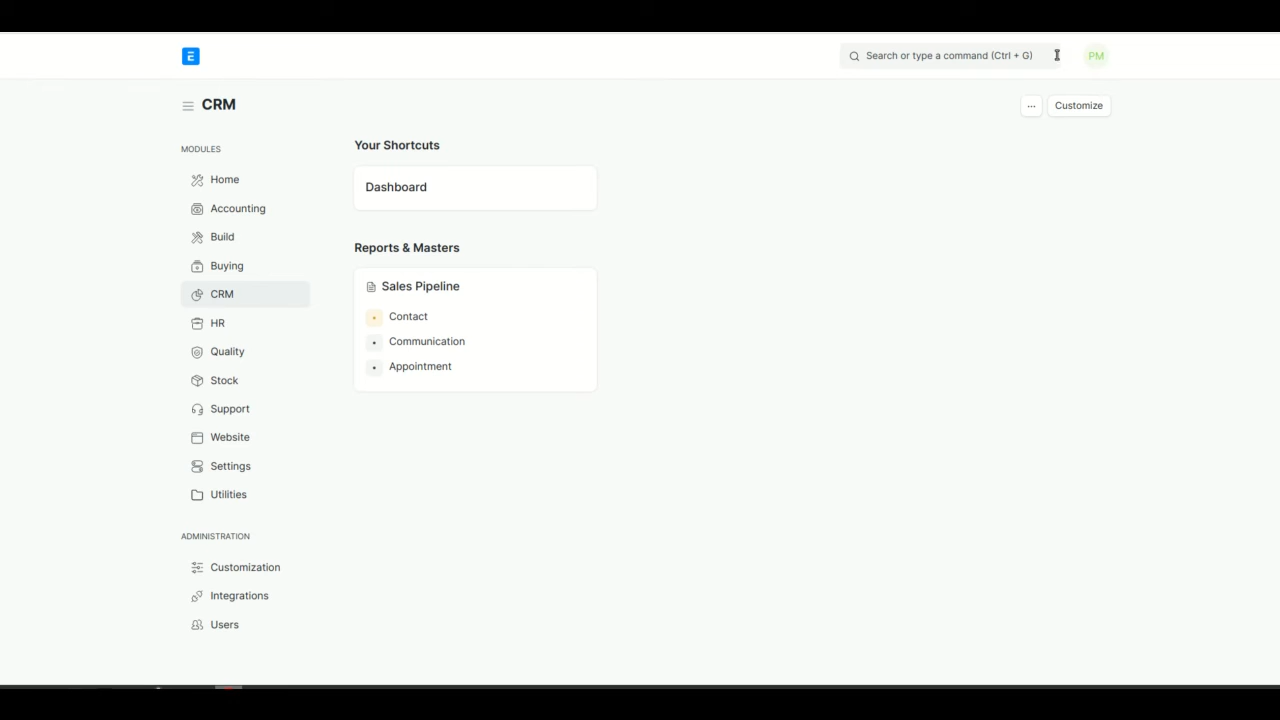 E
Search or type a command (Ctrl + G)
PM
CRM
...
Customize
MODULES
Home
Accounting
Build
Buying
CRM
HR
Quality
Stock
Support
Website
Settings
Utilities
ADMINISTRATION
Customization
Integrations
Users
Your Shortcuts
Dashboard
Reports & Masters
Sales Pipeline
Contact
Communication
Appointment